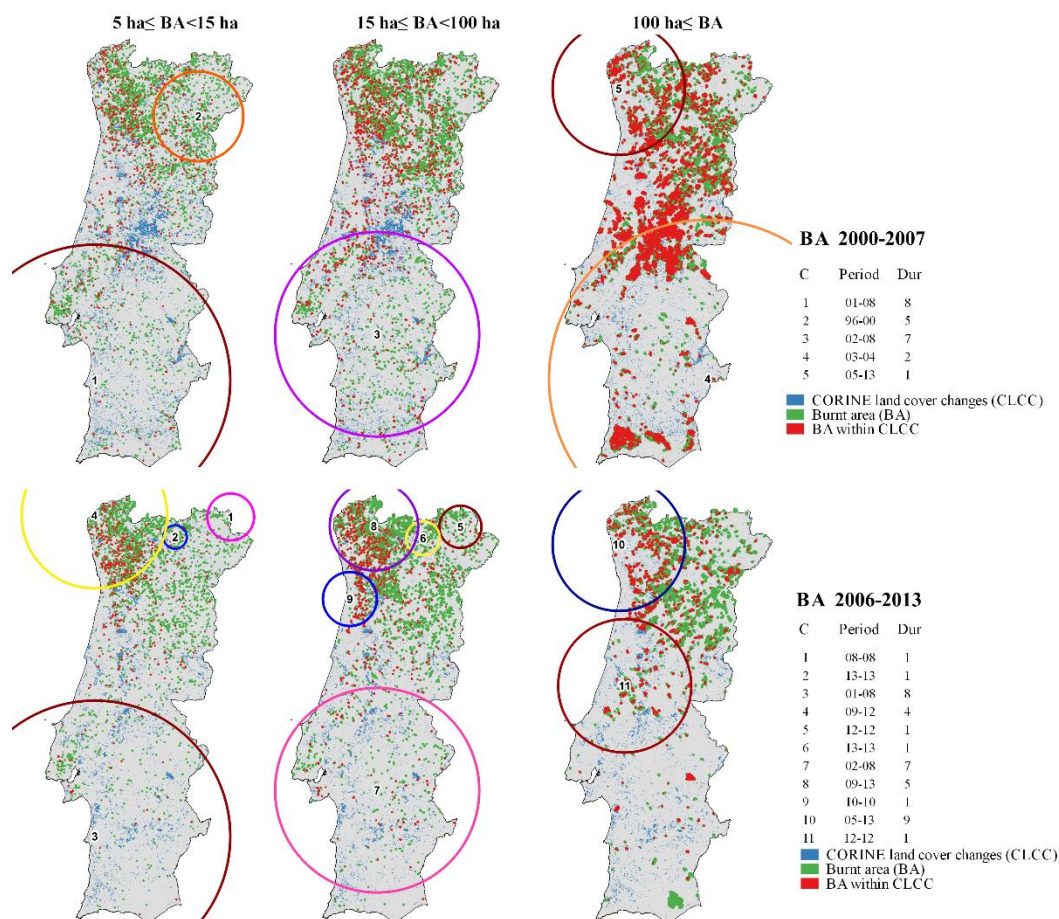 5 ha≤ BA<15 ha
15 ha≤ BA<100 ha
100 ha≤ BA
2
1
3
5
4
BA 2000-2007
C Period Dur
1 01-08 8
2 96-00 5
3 02-08 7
4 03-04 2
5 05-13 1
CORINE land cover changes (CLCC)
Burnt area (BA)
BA within CLCC
4
2
1
3
8
6
5
9
7
10
11
BA 2006-2013
C Period Dur
1 08-08 1
2 13-13 1
3 01-08 8
4 09-12 4
5 12-12 1
6 13-13 1
7 02-08 7
8 09-13 5
9 10-10 1
10 05-13 9
11 12-12 1
CORINE land cover changes (CLCC)
Burnt area (BA)
BA within CLCC